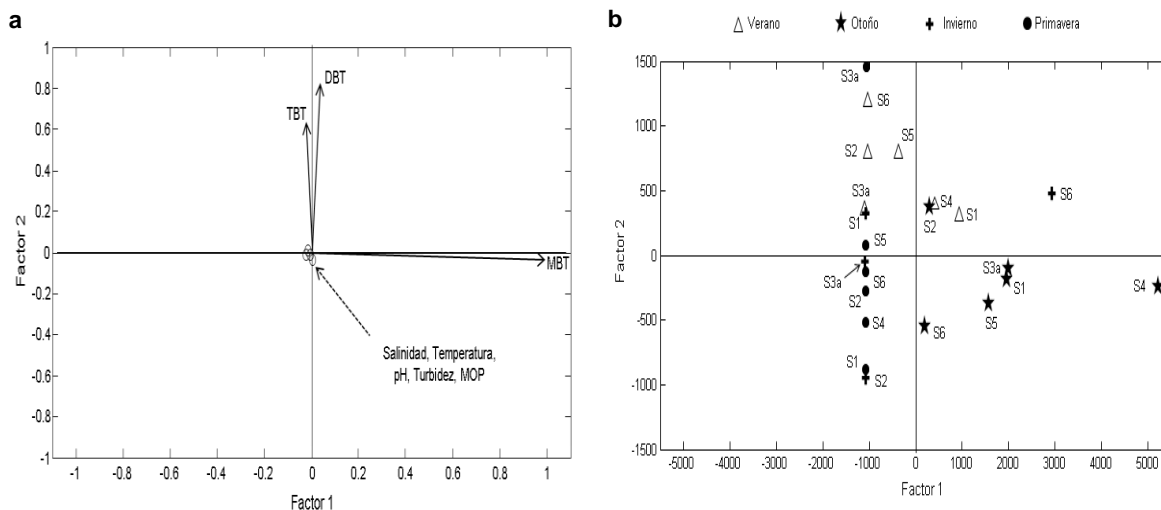 a
1
0.8
0.6
0.4
0.2
0
-0.2
-0.4
-0.6
-0.8
-1
Factor 2
DBT
TBT
MBT
Salinidad, Temperatura,
pH, Turbidez, MOP
-1 -0.8 -0.6 -0.4 -0.2 0 0.2 0.4 0.6 0.8 1
Factor 1
b
Verano Otoño Invierno Primavera
1500
1000
500
0
-500
-1000
-1500
Factor 2
S3a
S6
S2
S5
S3a
S1
S4
S2
S1
S6
S5
S3a
S6
S2
S4
S1
S2
S3a
S1
S4
S5
S6
-5000 -4000 -3000 -2000 -1000 0 1000 2000 3000 4000 5000
Factor 1